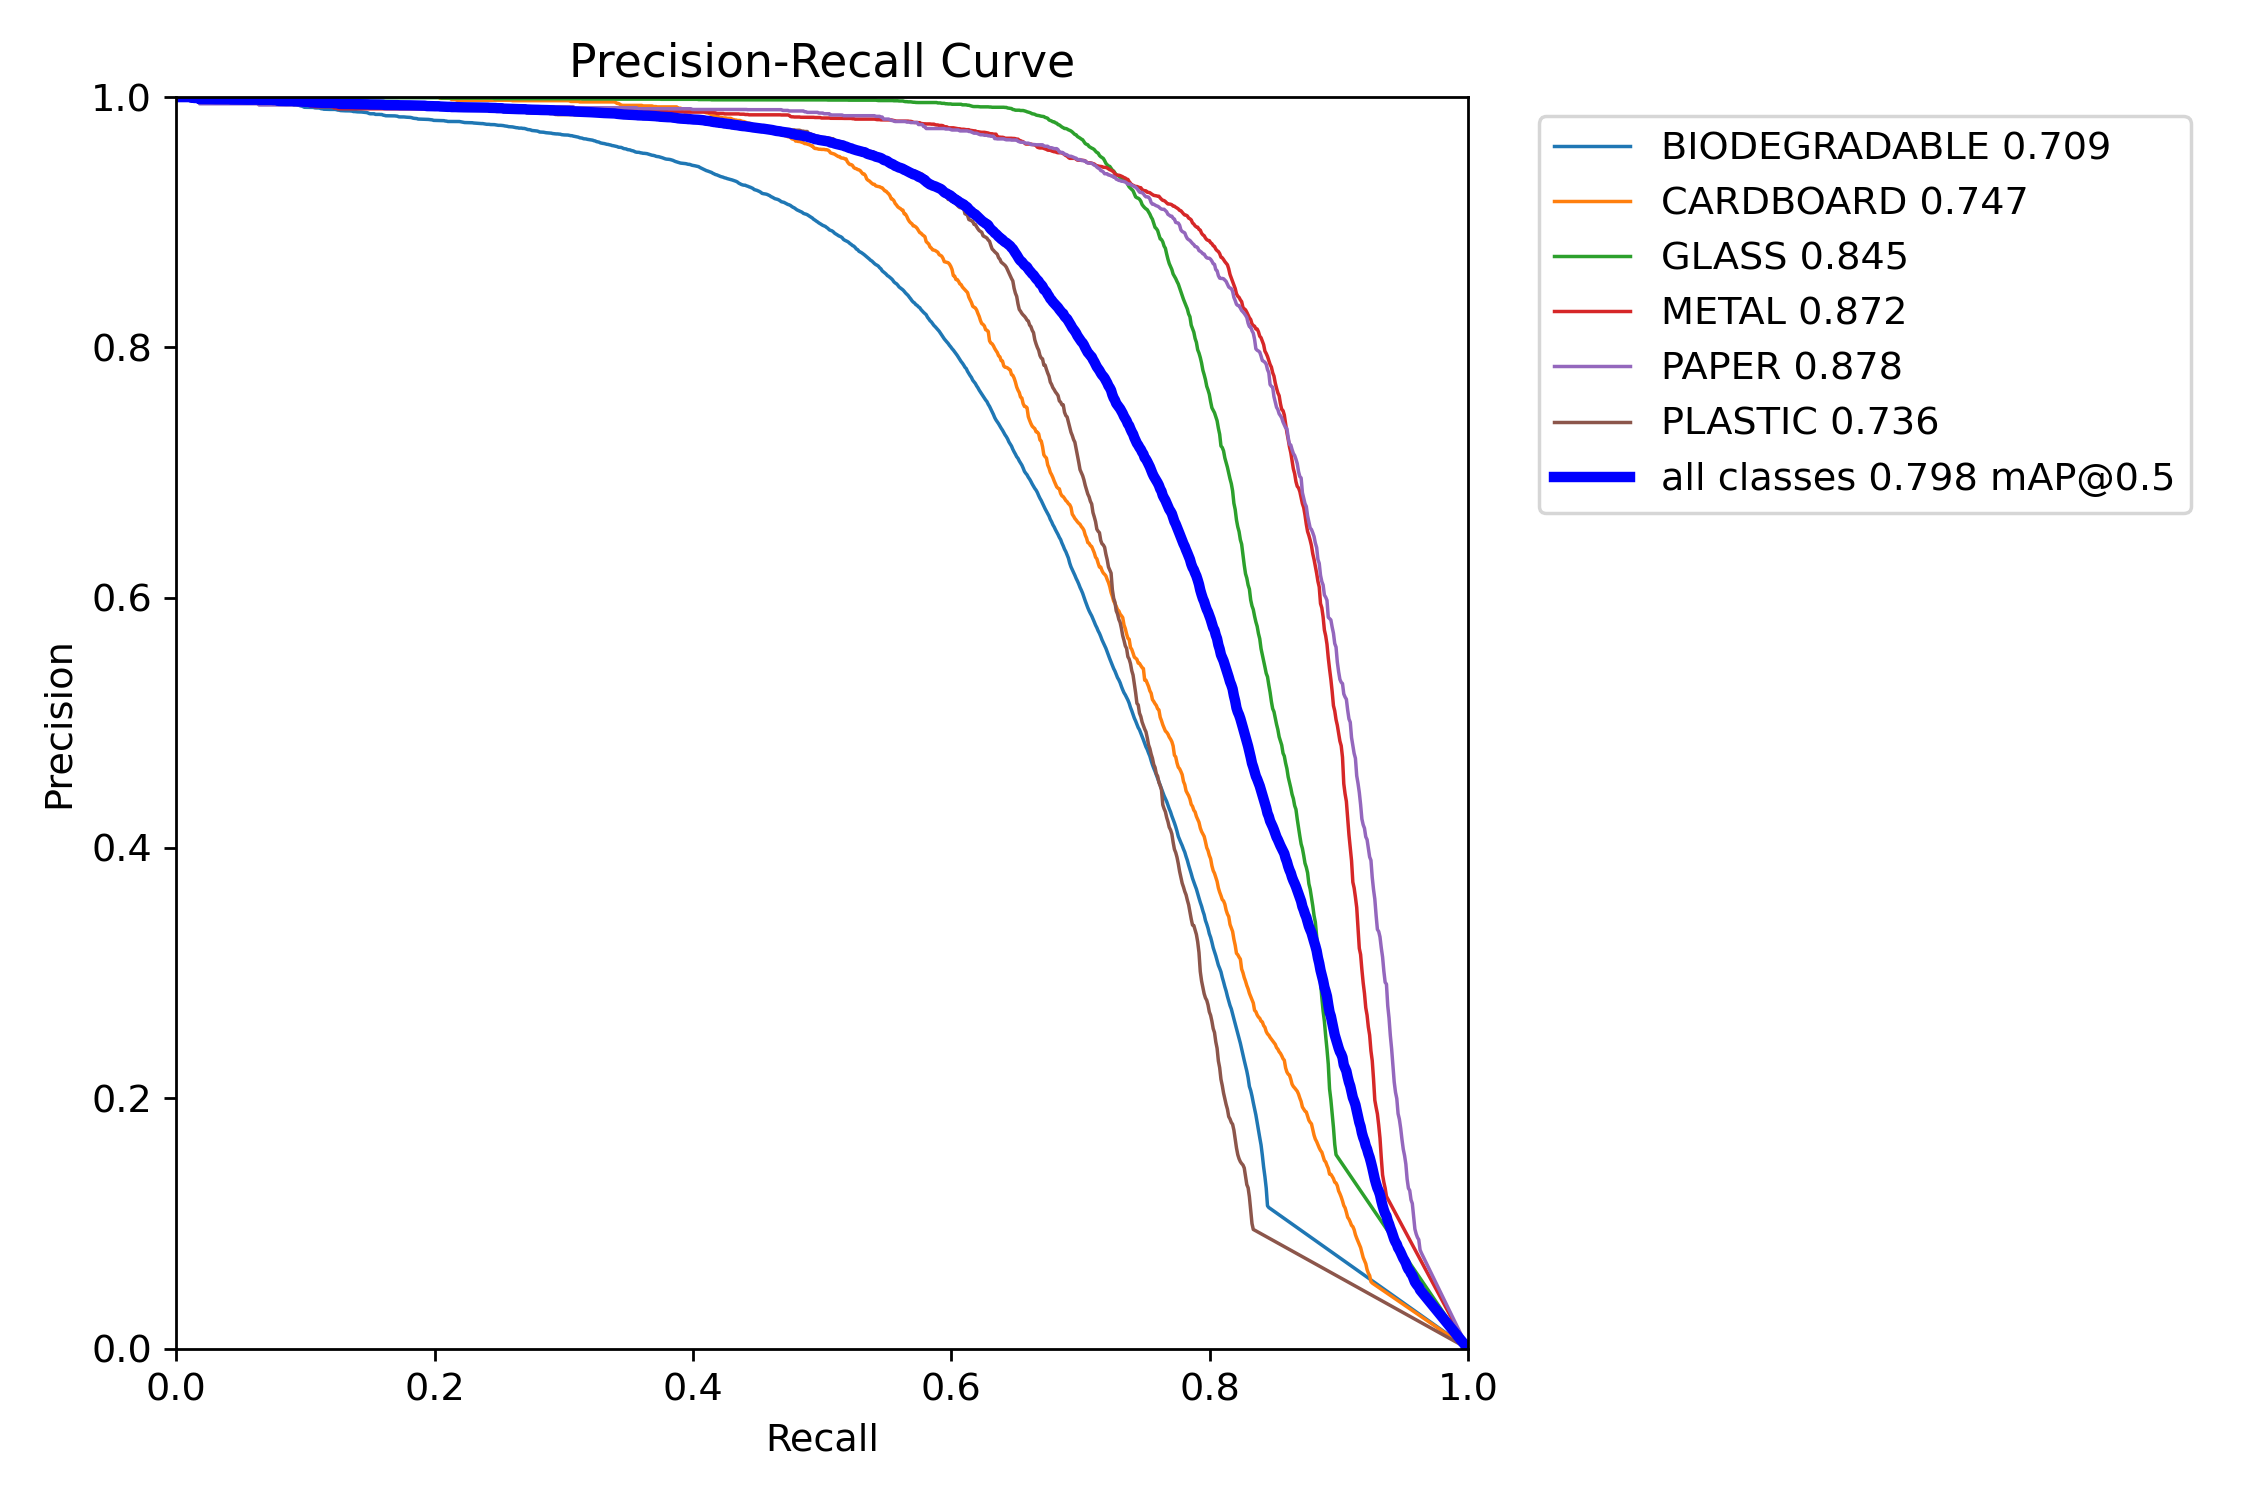 Precision-Recall Curve
1.0
0.8
0.6
0.4
0.2
0.0
Precision
0.0 0.2 0.4 0.6 0.8 1.0
Recall
BIODEGRADABLE 0.709
CARDBOARD 0.747
GLASS 0.845
METAL 0.872
PAPER 0.878
PLASTIC 0.736
all classes 0.798 mAP@0.5